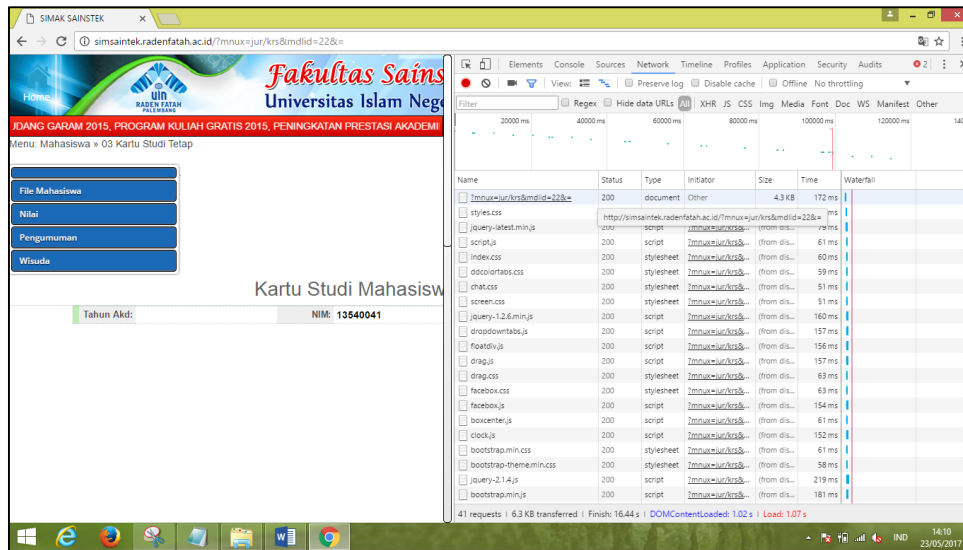 SIMAK SAINSTEK
simsaintek.radenfatah.ac.id/?mnux=jur/krs&mdlid=22&=
Home
UIN
RADEN FATAH
PALEMBANG
Fakultas Sains
Universitas Islam Nege
JDANG GARAM 2015, PROGRAM KULIAH GRATIS 2015, PENINGKATAN PRESTASI AKADEMI
Menu: Mahasiswa » 03 Kartu Studi Tetap
File Mahasiswa
Nilai
Pengumuman
Wisuda
Kartu Studi Mahasisw
Tahun Akd: NIM: 13540041
Elements Console Sources Network Timeline Profiles Application Security Audits 2
View: Preserve log Disable cache Offline No throttling
Filter Regex Hide data URLs All XHR JS CSS Img Media Font Doc WS Manifest Other
20000 ms 40000 ms 60000 ms 80000 ms 100000 ms 120000 ms 140
Name Status Type Initiator Size Time Waterfall
?mnux=jur/krs&mdlid=22&= 200 document Other 4.3 KB 172 ms
styles.css ms
http://simsaintek.radenfatah.ac.id/?mnux=jur/krs&mdlid=22&=
jquery-latest.min.js 200 script ?mnux=jur/krs&... (from dis... 79 ms
script.js 200 script ?mnux=jur/krs&... (from dis... 61 ms
index.css 200 stylesheet ?mnux=jur/krs&... (from dis... 60 ms
ddcolortabs.css 200 stylesheet ?mnux=jur/krs&... (from dis... 59 ms
chat.css 200 stylesheet ?mnux=jur/krs&... (from dis... 51 ms
screen.css 200 stylesheet ?mnux=jur/krs&... (from dis... 51 ms
jquery-1.2.6.min.js 200 script ?mnux=jur/krs&... (from dis... 160 ms
dropdowntabs.js 200 script ?mnux=jur/krs&... (from dis... 157 ms
floatdiv.js 200 script ?mnux=jur/krs&... (from dis... 156 ms
drag.js 200 script ?mnux=jur/krs&... (from dis... 157 ms
drag.css 200 stylesheet ?mnux=jur/krs&... (from dis... 63 ms
facebox.css 200 stylesheet ?mnux=jur/krs&... (from dis... 63 ms
facebox.js 200 script ?mnux=jur/krs&... (from dis... 154 ms
boxcenter.js 200 script ?mnux=jur/krs&... (from dis... 61 ms
clock.js 200 script ?mnux=jur/krs&... (from dis... 152 ms
bootstrap.min.css 200 stylesheet ?mnux=jur/krs&... (from dis... 61 ms
bootstrap-theme.min.css 200 stylesheet ?mnux=jur/krs&... (from dis... 58 ms
jquery-2.1.4.js 200 script ?mnux=jur/krs&... (from dis... 219 ms
bootstrap.min.js 200 script ?mnux=jur/krs&... (from dis... 181 ms
41 requests | 6.3 KB transferred | Finish: 16.44 s | DOMContentLoaded: 1.02 s | Load: 1.07 s
IND 14:10
23/05/2017